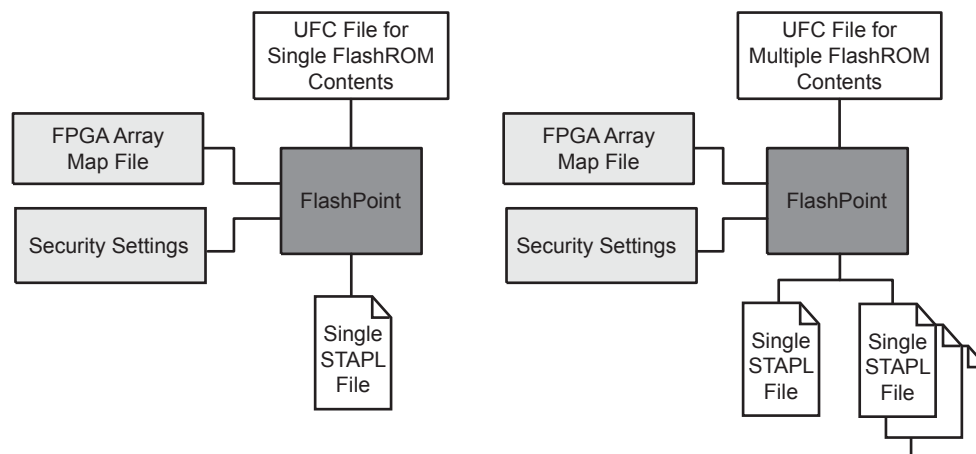 UFC File for
Single FlashROM
Contents
FPGA Array
Map File
FlashPoint
Security Settings
Single
STAPL
File
UFC File for
Multiple FlashROM
Contents
FPGA Array
Map File
FlashPoint
Security Settings
Single
STAPL
File
Single
STAPL
File